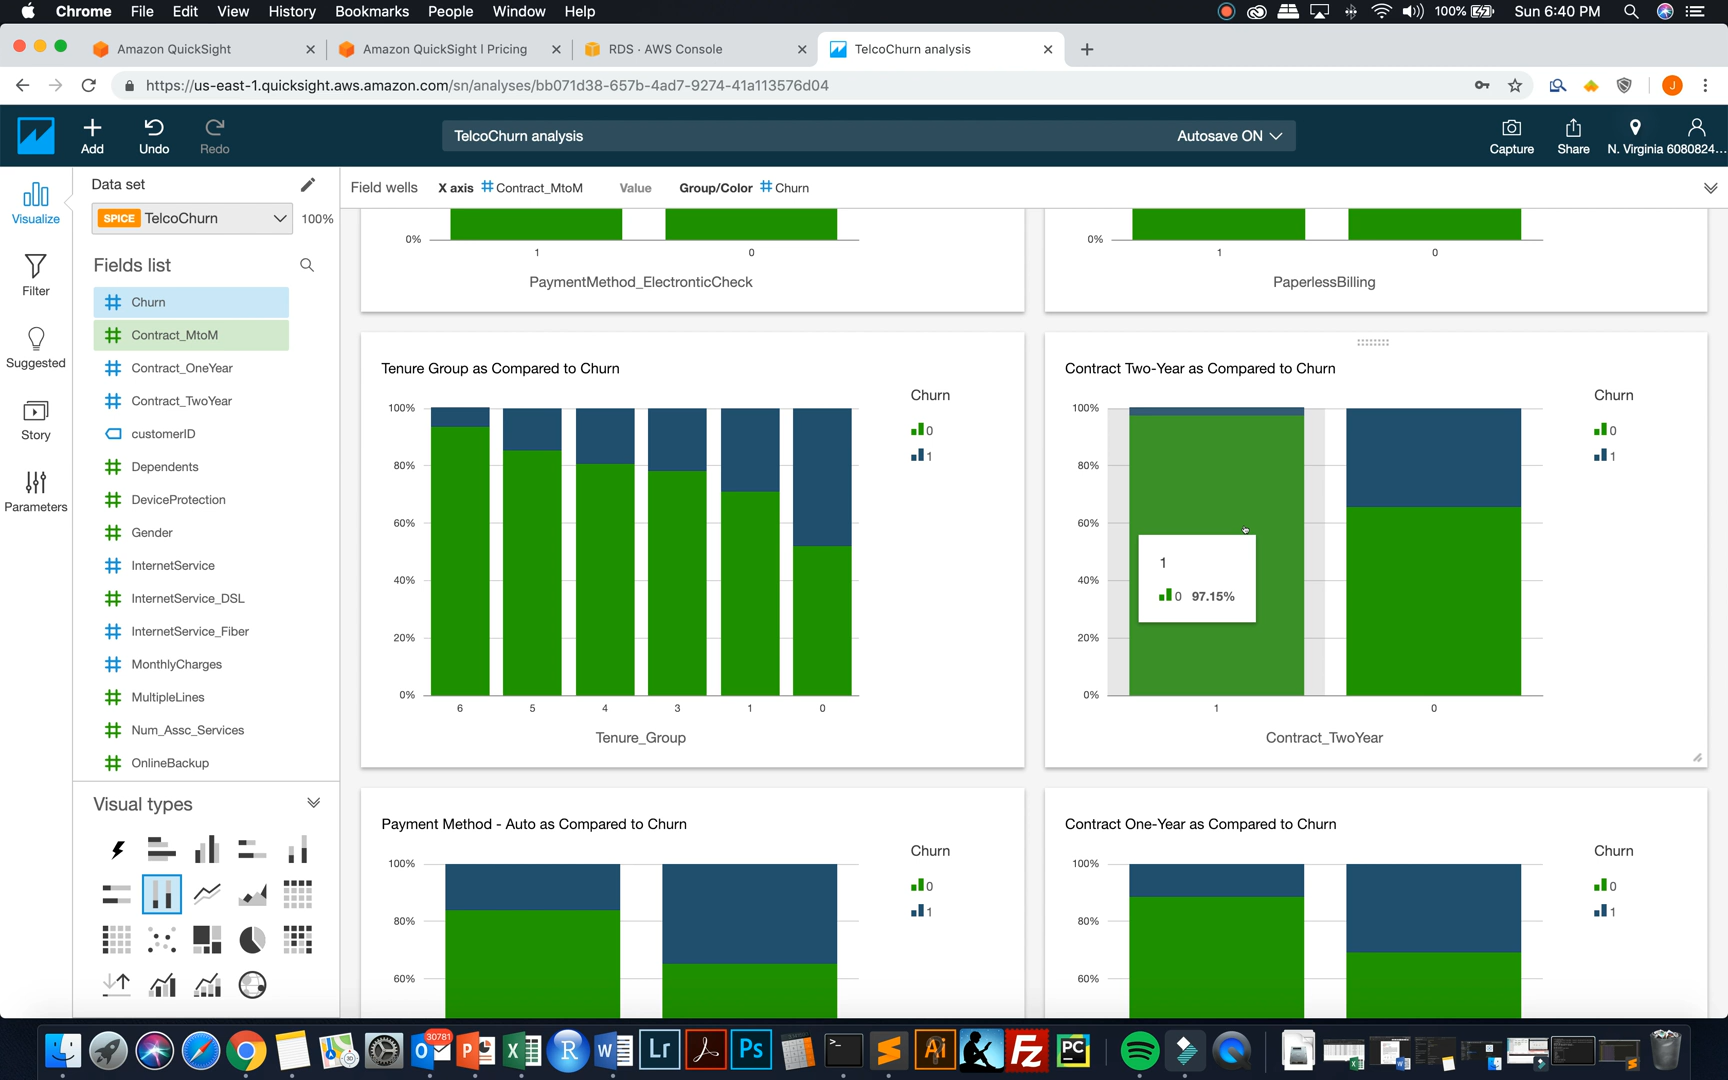 Chrome File Edit View History Bookmarks People Window Help 100% Sun 6:40 PM
Amazon QuickSight
Amazon QuickSight | Pricing
RDS · AWS Console
TelcoChurn analysis
https://us-east-1.quicksight.aws.amazon.com/sn/analyses/bb071d38-657b-4ad7-9274-41a113576d04
J
Add Undo Redo
TelcoChurn analysis Autosave ON
Capture Share N. Virginia 6080824...
Visualize
Filter
Suggested
Story
Parameters
Data set
SPICE TelcoChurn 100%
Fields list
Churn
Contract_MtoM
Contract_OneYear
Contract_TwoYear
customerID
Dependents
DeviceProtection
Gender
InternetService
InternetService_DSL
InternetService_Fiber
MonthlyCharges
MultipleLines
Num_Assc_Services
OnlineBackup
Visual types
Field wells X axis Contract_MtoM Value Group/Color Churn
0%
1 0
PaymentMethod_ElectronticCheck
0%
1 0
PaperlessBilling
Tenure Group as Compared to Churn
100%
80%
60%
40%
20%
0%
6 5 4 3 1 0
Tenure_Group
Churn
0
1
Contract Two-Year as Compared to Churn
100%
80%
60%
40%
20%
0%
1
0 97.15%
1 0
Contract_TwoYear
Churn
0
1
Payment Method - Auto as Compared to Churn
100%
80%
60%
Churn
0
1
Contract One-Year as Compared to Churn
100%
80%
60%
Churn
0
1
30781
O P X R W Lr Ps Ai Fz PC